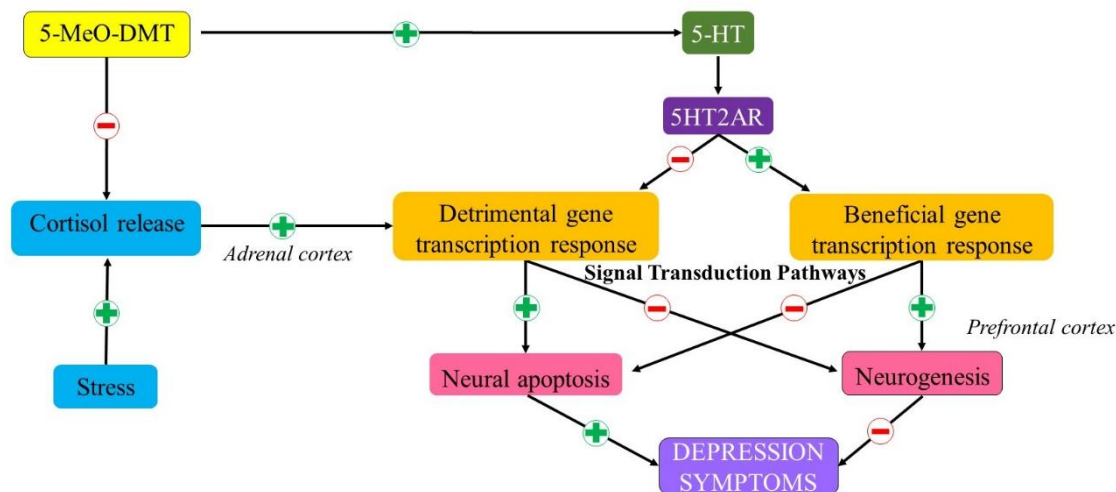 5-MeO-DMT
5-HT
5HT2AR
Cortisol release
Adrenal cortex
Detrimental gene
transcription response
Beneficial gene
transcription response
Signal Transduction Pathways
Prefrontal cortex
Stress
Neural apoptosis
Neurogenesis
DEPRESSION
SYMPTOMS